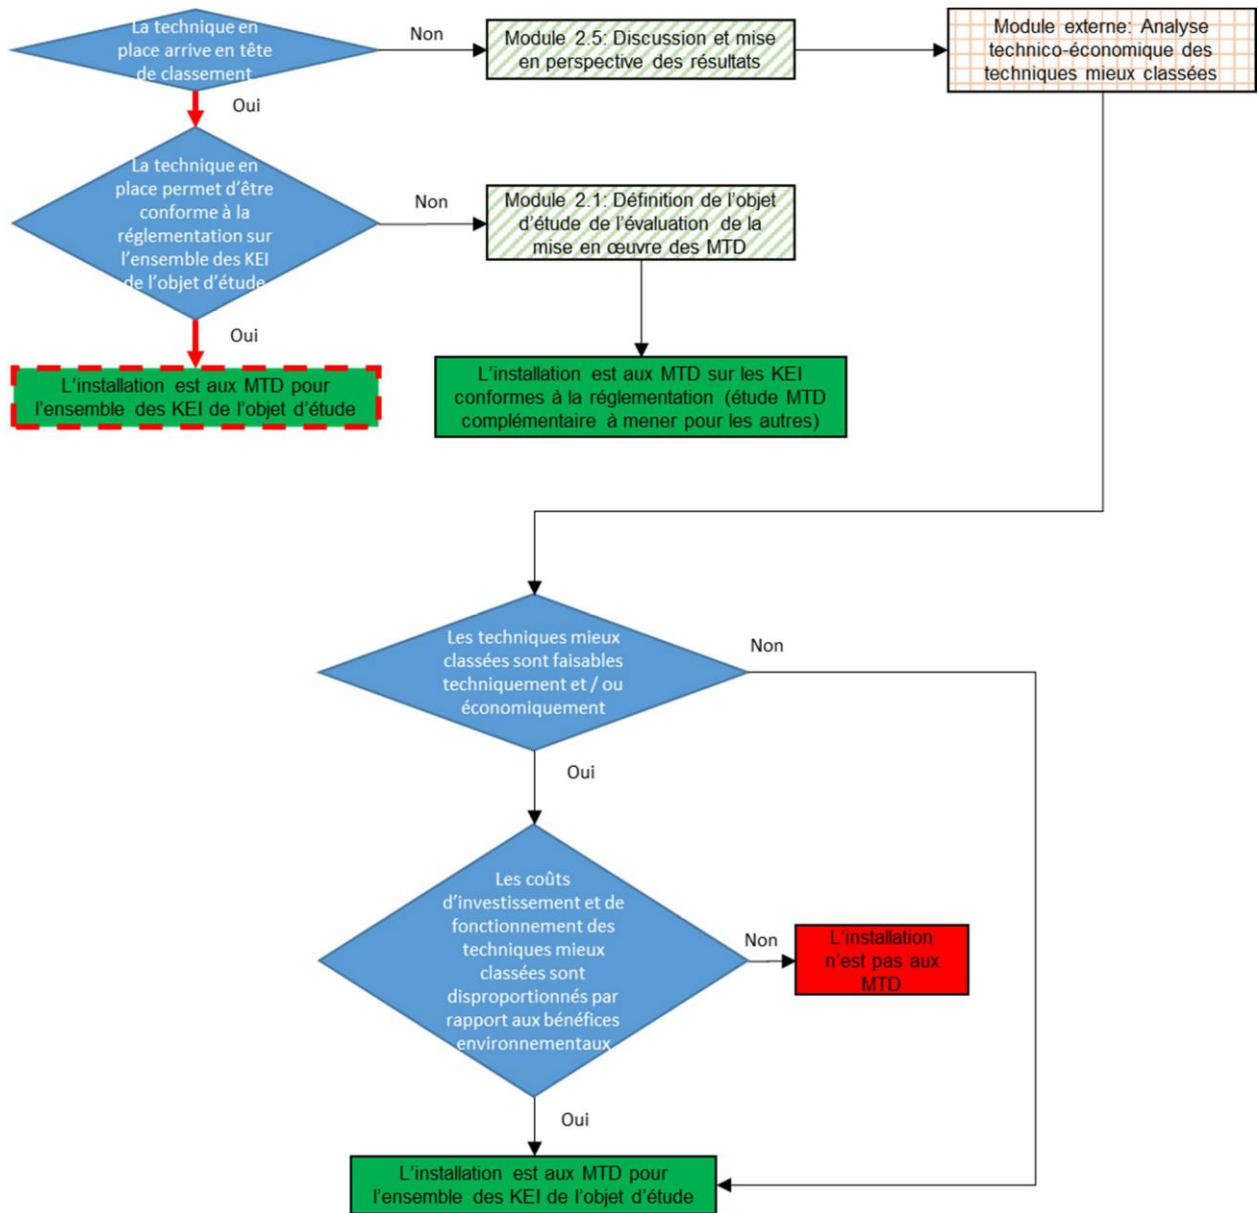 La technique en
place arrive en tête
de classement
Non
Module 2.5: Discussion et mise
en perspective des résultats
Module externe: Analyse
technico-économique des
techniques mieux classées
Oui
La technique en
place permet d'être
conforme à la
réglementation sur
l'ensemble des KEI
de l'objet d'étude
Non
Module 2.1: Définition de l'objet
d'étude de l'évaluation de la
mise en œuvre des MTD
Oui
L'installation est aux MTD pour
l'ensemble des KEI de l'objet d'étude
L'installation est aux MTD sur les KEI
conformes à la réglementation (étude MTD
complémentaire à mener pour les autres)
Les techniques mieux
classées sont faisables
techniquement et / ou
économiquement
Non
Oui
Les coûts
d'investissement et de
fonctionnement des
techniques mieux
classées sont
disproportionnés par
rapport aux bénéfices
environnementaux
Non
L'installation
n'est pas aux
MTD
Oui
L'installation est aux MTD pour
l'ensemble des KEI de l'objet d'étude